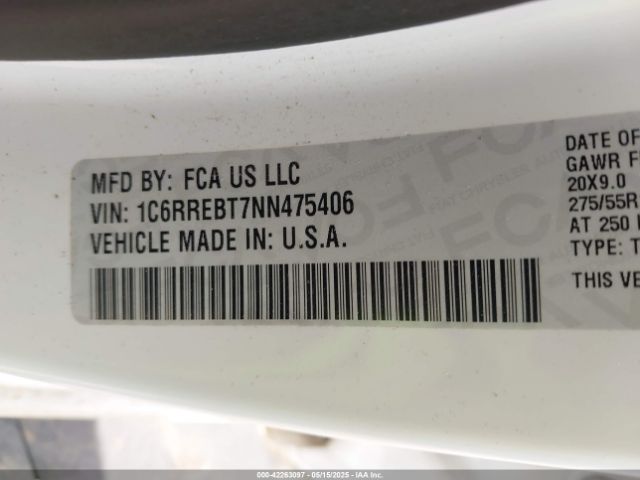 MFD BY: FCA US LLC
VIN: 1C6RREBT7NN475406
VEHICLE MADE IN: U.S.A.
DATE OF
GAWR F
20X9.0
275/55R
AT 250
TYPE: T
THIS VE
000-42263097 - 05/15/2025 - IAA Inc.